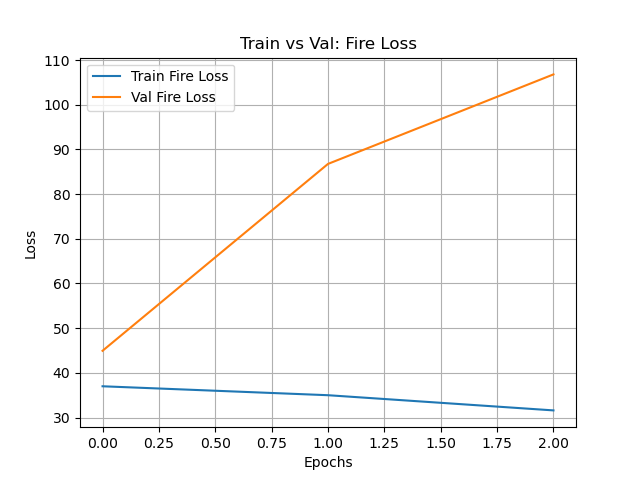 Train vs Val: Fire Loss
Train Fire Loss
Val Fire Loss
110
100
90
80
70
60
50
40
30
Loss
0.00 0.25 0.50 0.75 1.00 1.25 1.50 1.75 2.00
Epochs